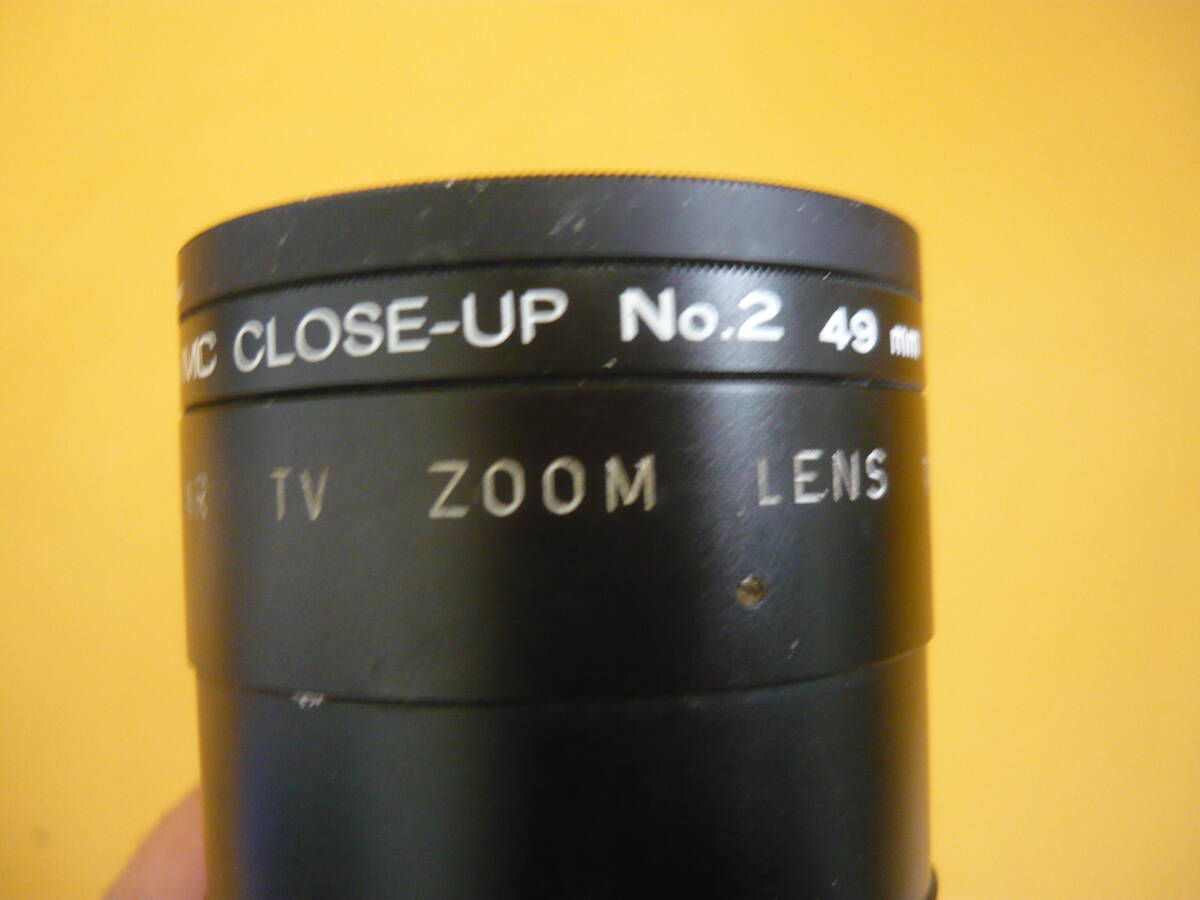 MC CLOSE-UP No.2 49 mm
TV ZOOM LENS